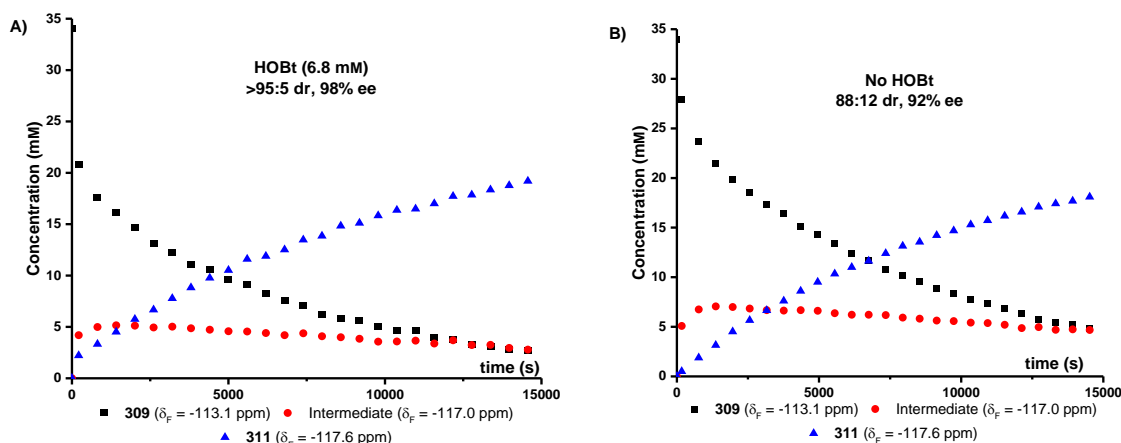 A)
HOBt (6.8 mM)
>95:5 dr, 98% ee
Concentration (mM)
35
30
25
20
15
10
5
0
0
5000
10000
15000
time (s)
309 (δF = -113.1 ppm)
Intermediate (δF = -117.0 ppm)
311 (δF = -117.6 ppm)
B)
No HOBt
88:12 dr, 92% ee
Concentration (mM)
35
30
25
20
15
10
5
0
0
5000
10000
15000
time (s)
309 (δF = -113.1 ppm)
Intermediate (δF = -117.0 ppm)
311 (δF = -117.6 ppm)